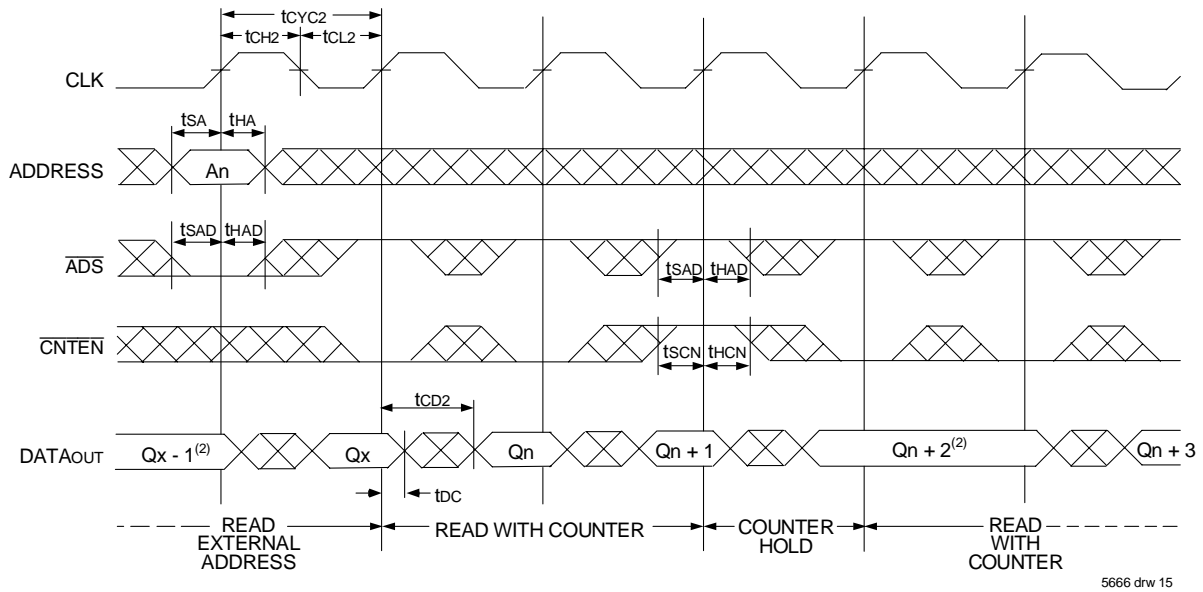 tCYC2
tCH2 tCL2
CLK
tSA tHA
ADDRESS An
tSAD tHAD
ADS tSAD tHAD
CNTEN
tSCN tHCN
tCD2
DATAOUT Qx - 1(2) Qx Qn Qn + 1 Qn + 2(2) Qn + 3
tDC
READ EXTERNAL ADDRESS
READ WITH COUNTER
COUNTER HOLD
READ WITH COUNTER
5666 drw 15